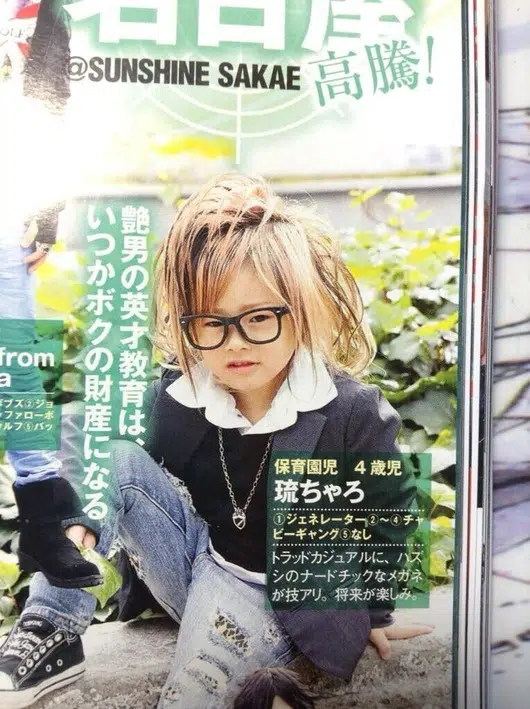 名古屋
@SUNSHINE SAKAE
高騰!
艶男の英才教育は、
いつかボクの財産になる
from
a
保育園児 4歳児
琉ちゃろ
①ジェネレーター②〜④チャ
ビーギャング⑤なし
トラッドカジュアルに、ハズ
シのナードチックなメガネ
が技アリ。将来が楽しみ。